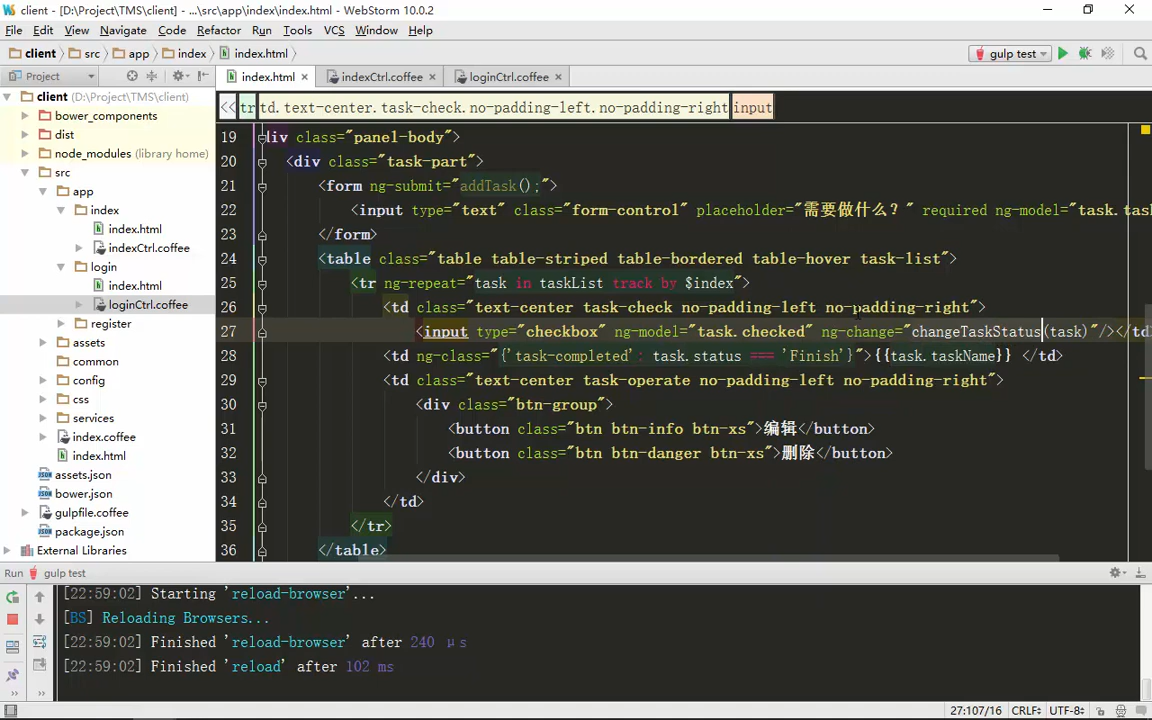 client - [D:\Project\TMS\client] - ...\src\app\index\index.html - WebStorm 10.0.2
File Edit View Navigate Code Refactor Run Tools VCS Window Help
client src app index index.html gulp test
Project index.html indexCtrl.coffee loginCtrl.coffee
client (D:\Project\TMS\client)
bower_components
dist
node_modules (library home)
src
app
index
index.html
indexCtrl.coffee
login
index.html
loginCtrl.coffee
register
assets
common
config
css
services
index.coffee
index.html
assets.json
bower.json
gulpfile.coffee
package.json
External Libraries
<< tr td.text-center.task-check.no-padding-left.no-padding-right input
19 iv class="panel-body">
20 <div class="task-part">
21 <form ng-submit="addTask();">
22 <input type="text" class="form-control" placeholder="需要做什么？" required ng-model="task.tas
23 </form>
24 <table class="table table-striped table-bordered table-hover task-list">
25 <tr ng-repeat="task in taskList track by $index">
26 <td class="text-center task-check no-padding-left no-padding-right">
27 <input type="checkbox" ng-model="task.checked" ng-change="changeTaskStatus(task)"/></td
28 <td ng-class="{'task-completed': task.status === 'Finish'}">{{task.taskName}} </td>
29 <td class="text-center task-operate no-padding-left no-padding-right">
30 <div class="btn-group">
31 <button class="btn btn-info btn-xs">编辑</button>
32 <button class="btn btn-danger btn-xs">删除</button>
33 </div>
34 </td>
35 </tr>
36 </table>
Run gulp test
[22:59:02] Starting 'reload-browser'...
[BS] Reloading Browsers...
[22:59:02] Finished 'reload-browser' after 240 μs
[22:59:02] Finished 'reload' after 102 ms
27:107/16 CRLF÷ UTF-8÷